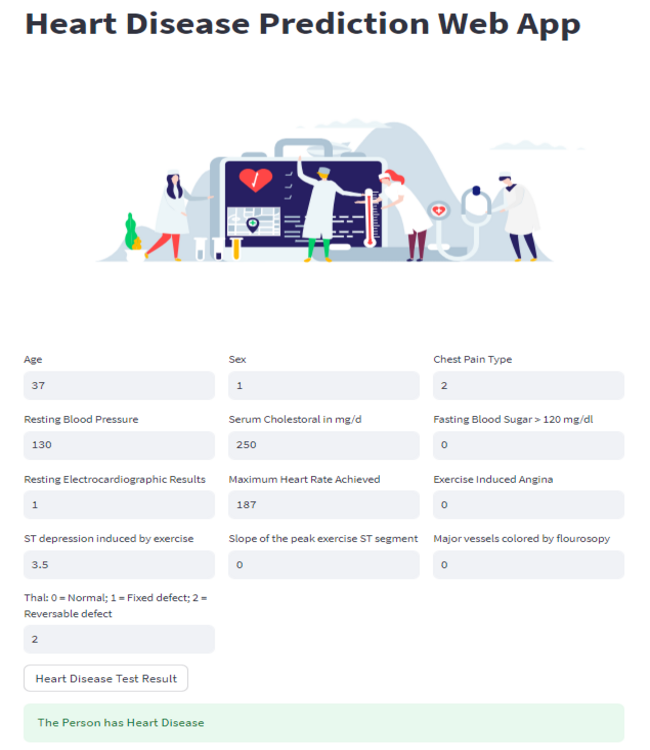 Heart Disease Prediction Web App
Age
Sex
Chest Pain Type
37
1
2
Resting Blood Pressure
Serum Cholestoral in mg/d
Fasting Blood Sugar > 120 mg/dl
130
250
0
Resting Electrocardiographic Results
Maximum Heart Rate Achieved
Exercise Induced Angina
1
187
0
ST depression induced by exercise
Slope of the peak exercise ST segment
Major vessels colored by flourosopy
3.5
0
0
Thal: 0 = Normal; 1 = Fixed defect; 2 =
Reversable defect
2
Heart Disease Test Result
The Person has Heart Disease